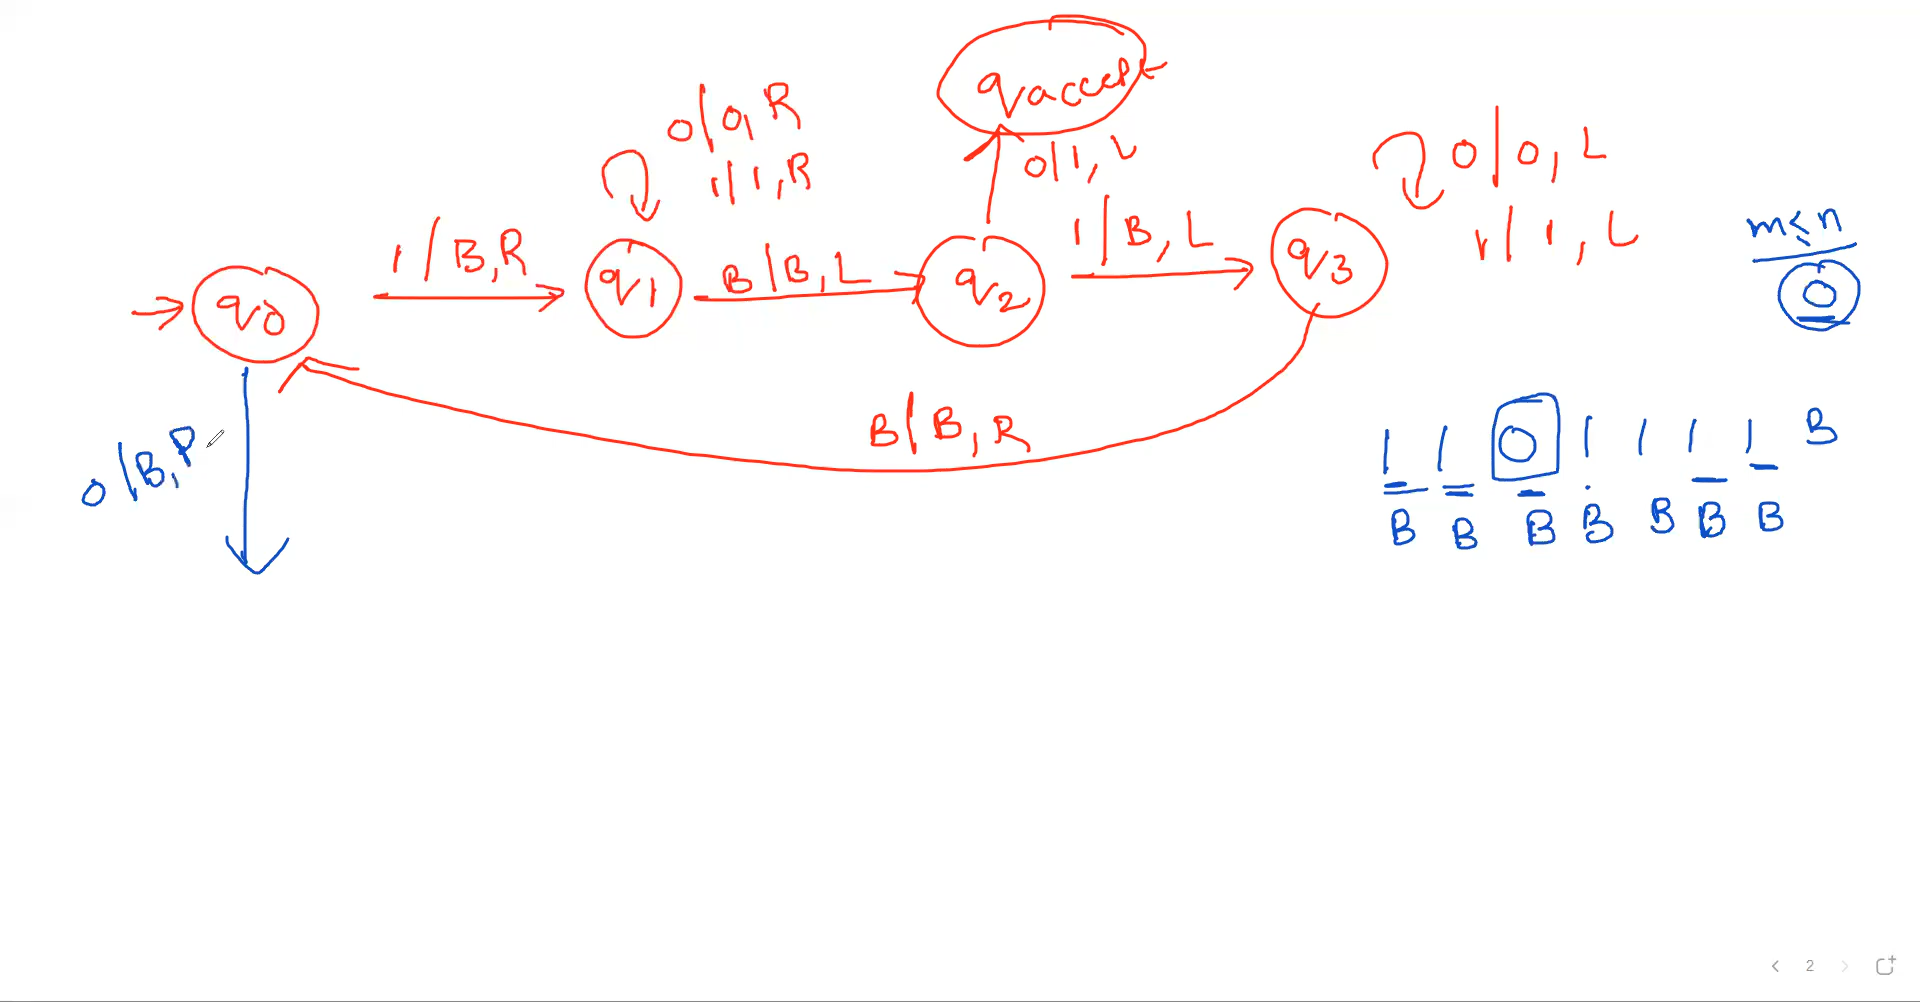 qaccept
0/0, R
1/1, R
0/1, L
0/0, L
1/1, L
1/B, R
B/B, L
1/B, L
m≤n
0
q0
q1
q2
q3
B/B, R
0/B, R
1 1 0 1 1 1 1 B
B B B B B B B
2